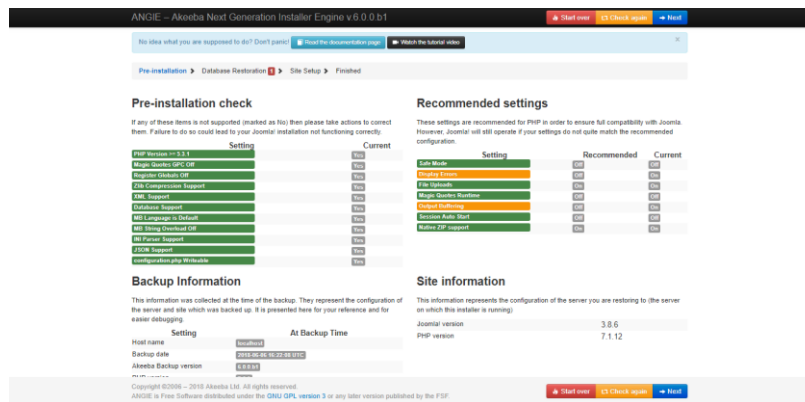 ANGIE – Akeeba Next Generation Installer Engine v.6.0.0.b1
Start over
Check again
Next
No idea what you are supposed to do? Don't panic!
Read the documentation page
Watch the tutorial video
×
Pre-installation
Database Restoration 1
Site Setup
Finished
Pre-installation check
If any of these items is not supported (marked as No) then please take actions to correct
them. Failure to do so could lead to your Joomla! installation not functioning correctly.
Setting Current
PHP Version >= 5.3.1 Yes
Magic Quotes GPC Off Yes
Register Globals Off Yes
Zlib Compression Support Yes
XML Support Yes
Database Support Yes
MB Language is Default Yes
MB String Overload Off Yes
INI Parser Support Yes
JSON Support Yes
configuration.php Writeable Yes
Recommended settings
These settings are recommended for PHP in order to ensure full compatibility with Joomla.
However, Joomla! will still operate if your settings do not quite match the recommended
configuration.
Setting Recommended Current
Safe Mode Off Off
Display Errors Off On
File Uploads On On
Magic Quotes Runtime Off Off
Output Buffering Off On
Session Auto Start Off Off
Native ZIP support On On
Backup Information
This information was collected at the time of the backup. They represent the configuration of
the server and site which was backed up. It is presented here for your reference and for
easier debugging.
Setting At Backup Time
Host name localhost
Backup date 2018-06-06 16:22:00 UTC
Akeeba Backup version 6.0.0.b1
Site information
This information represents the configuration of the server you are restoring to (the server
on which this installer is running)
Joomla! version 3.8.6
PHP version 7.1.12
Copyright ©2006 – 2018 Akeeba Ltd. All rights reserved.
ANGIE is Free Software distributed under the GNU GPL version 3 or any later version published by the FSF.
Start over
Check again
Next